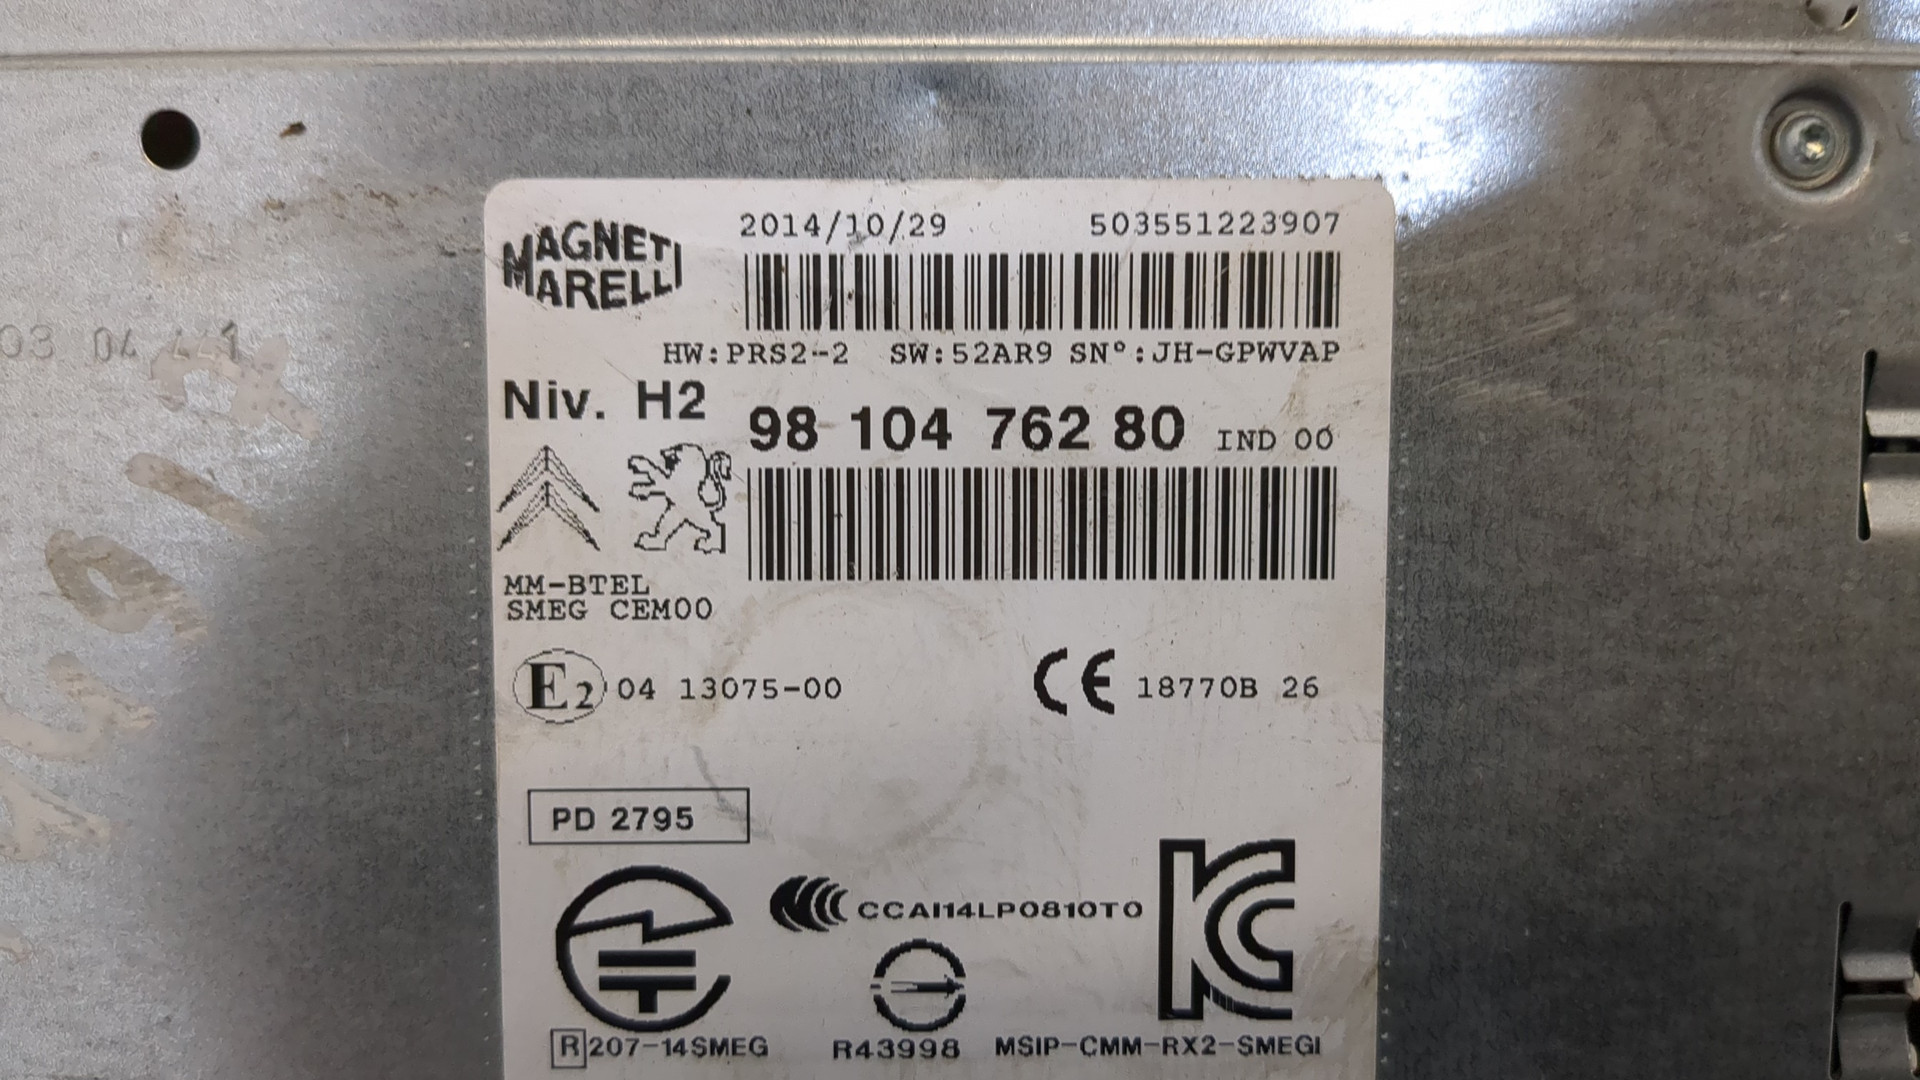 2014/10/29 503551223907
MAGNETI
MARELLI
HW:PRS2-2 SW:52AR9 SN°:JH-GPWVAP
Niv. H2
98 104 762 80 IND 00
MM-BTEL
SMEG CEM00
E2 04 13075-00
CE 18770B 26
PD 2795
CCAI14LP0810T0
R 207-14SMEG
R43998
MSIP-CMM-RX2-SMEGI